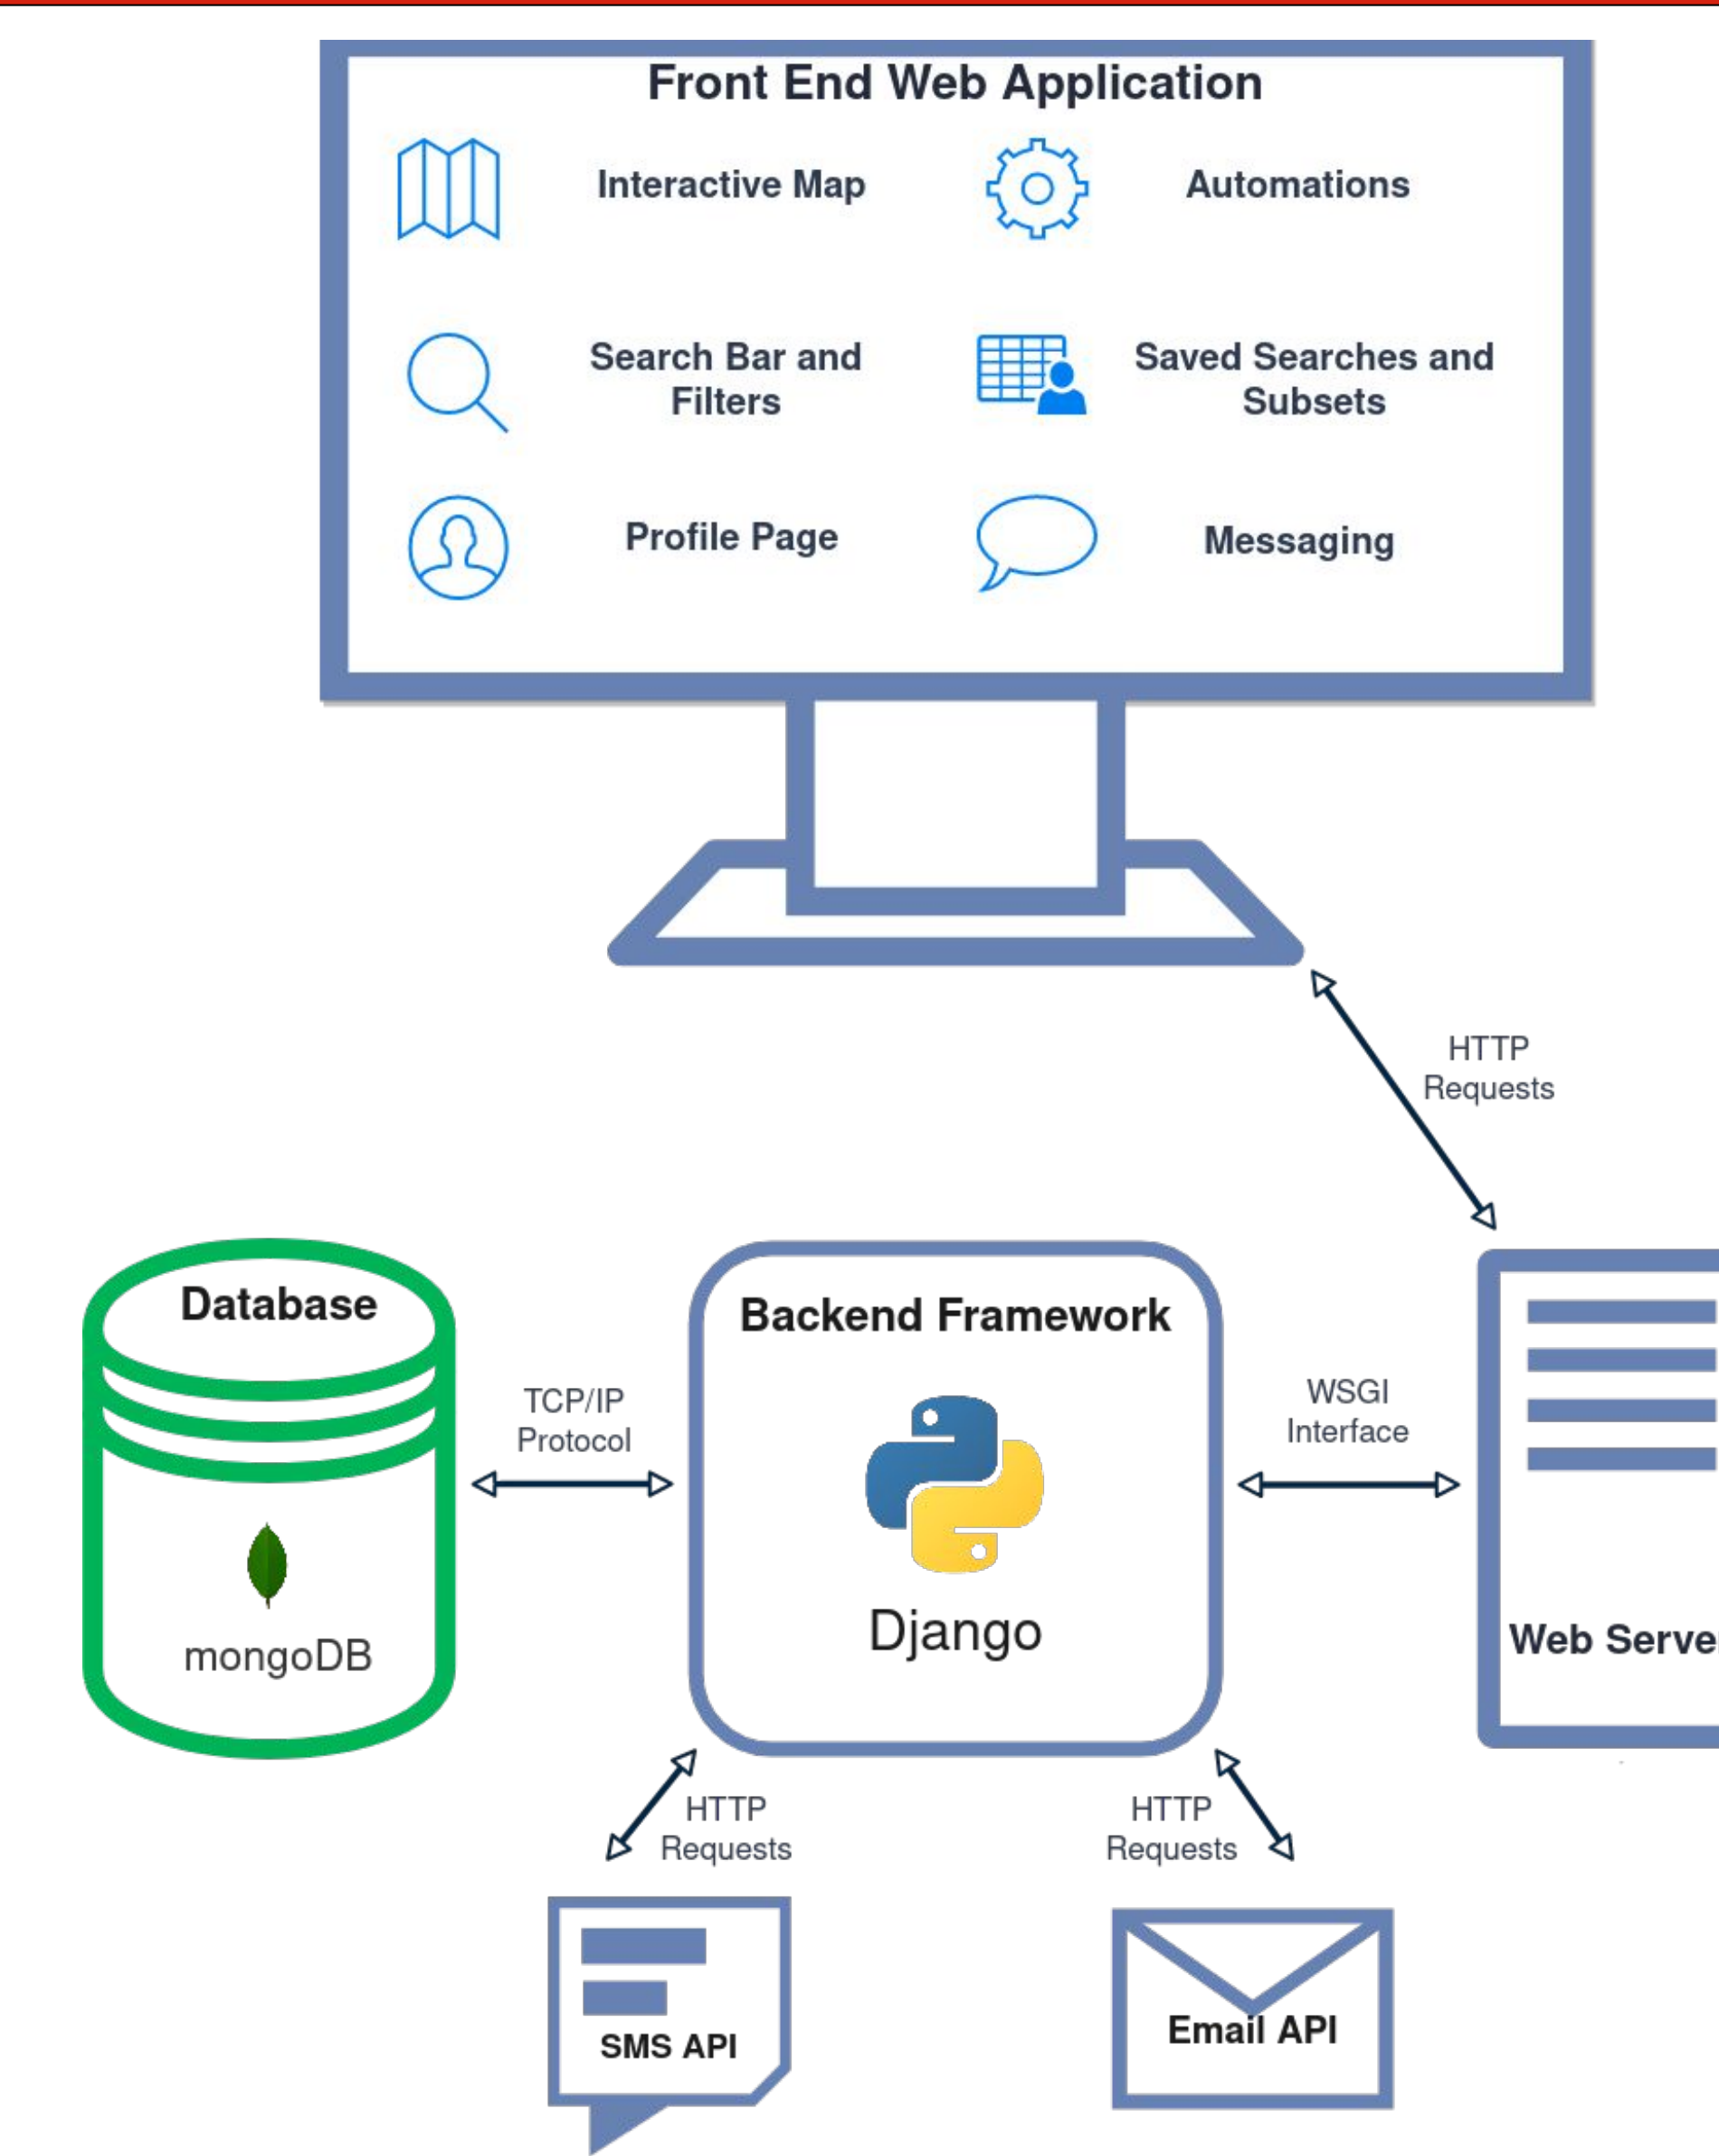 Front End Web Application
Interactive Map
Automations
Search Bar and
Filters
Saved Searches and
Subsets
Profile Page
Messaging
HTTP
Requests
Database
mongoDB
TCP/IP
Protocol
Backend Framework
Django
WSGI
Interface
Web Server
HTTP
Requests
HTTP
Requests
SMS API
Email API